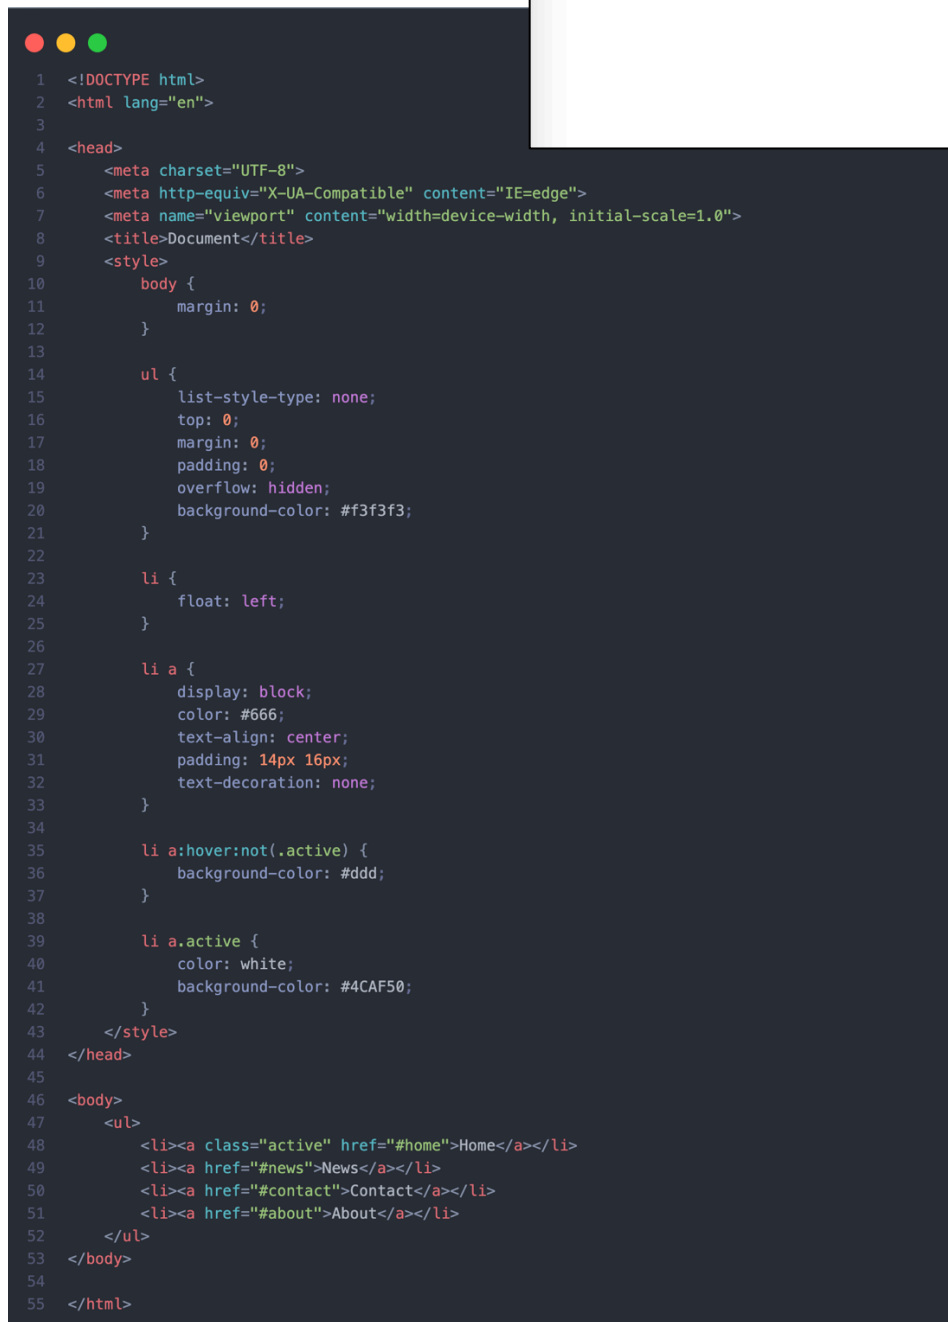 1 <!DOCTYPE html>
2 <html lang="en">
3
4 <head>
5 <meta charset="UTF-8">
6 <meta http-equiv="X-UA-Compatible" content="IE=edge">
7 <meta name="viewport" content="width=device-width, initial-scale=1.0">
8 <title>Document</title>
9 <style>
10 body {
11 margin: 0;
12 }
13
14 ul {
15 list-style-type: none;
16 top: 0;
17 margin: 0;
18 padding: 0;
19 overflow: hidden;
20 background-color: #f3f3f3;
21 }
22
23 li {
24 float: left;
25 }
26
27 li a {
28 display: block;
29 color: #666;
30 text-align: center;
31 padding: 14px 16px;
32 text-decoration: none;
33 }
34
35 li a:hover:not(.active) {
36 background-color: #ddd;
37 }
38
39 li a.active {
40 color: white;
41 background-color: #4CAF50;
42 }
43 </style>
44 </head>
45
46 <body>
47 <ul>
48 <li><a class="active" href="#home">Home</a></li>
49 <li><a href="#news">News</a></li>
50 <li><a href="#contact">Contact</a></li>
51 <li><a href="#about">About</a></li>
52 </ul>
53 </body>
54
55 </html>